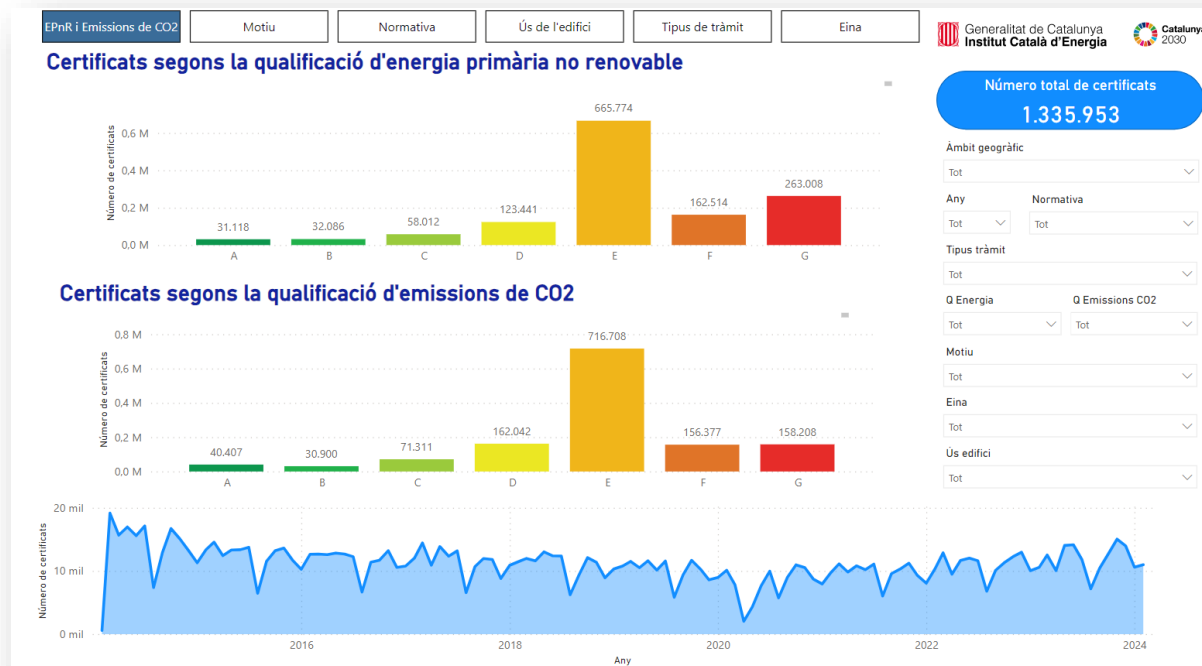 EPnR i Emissions de CO2
Motiu
Normativa
Ús de l'edifici
Tipus de tràmit
Eina
Generalitat de Catalunya
Institut Català d'Energia
Catalunya
2030
Certificats segons la qualificació d'energia primària no renovable
Número de certificats
0,6 M
0,4 M
0,2 M
0,0 M
31.118
32.086
58.012
123.441
665.774
162.514
263.008
A
B
C
D
E
F
G
Certificats segons la qualificació d'emissions de CO2
Número de certificats
0,8 M
0,6 M
0,4 M
0,2 M
0,0 M
40.407
30.900
71.311
162.042
716.708
156.377
158.208
A
B
C
D
E
F
G
Número de certificats
20 mil
10 mil
0 mil
2016
2018
2020
2022
2024
Any
Número total de certificats
1.335.953
Àmbit geogràfic
Tot
Any
Normativa
Tot
Tot
Tipus tràmit
Tot
Q Energia
Q Emissions CO2
Tot
Tot
Motiu
Tot
Eina
Tot
Ús edifici
Tot